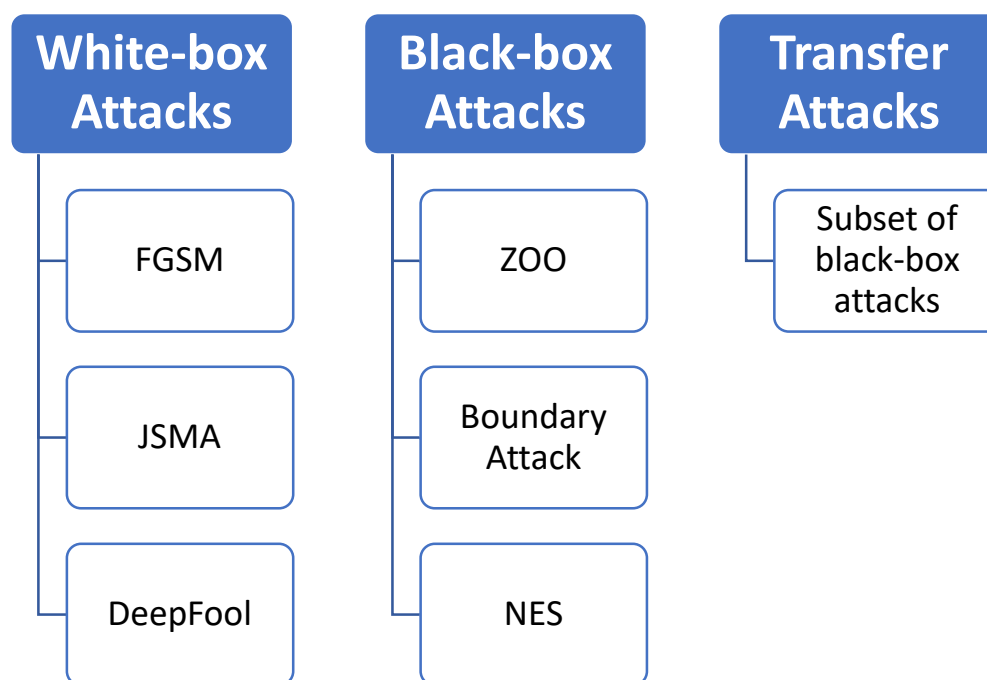 White-box
Attacks
FGSM
JSMA
DeepFool
Black-box
Attacks
ZOO
Boundary
Attack
NES
Transfer
Attacks
Subset of
black-box
attacks